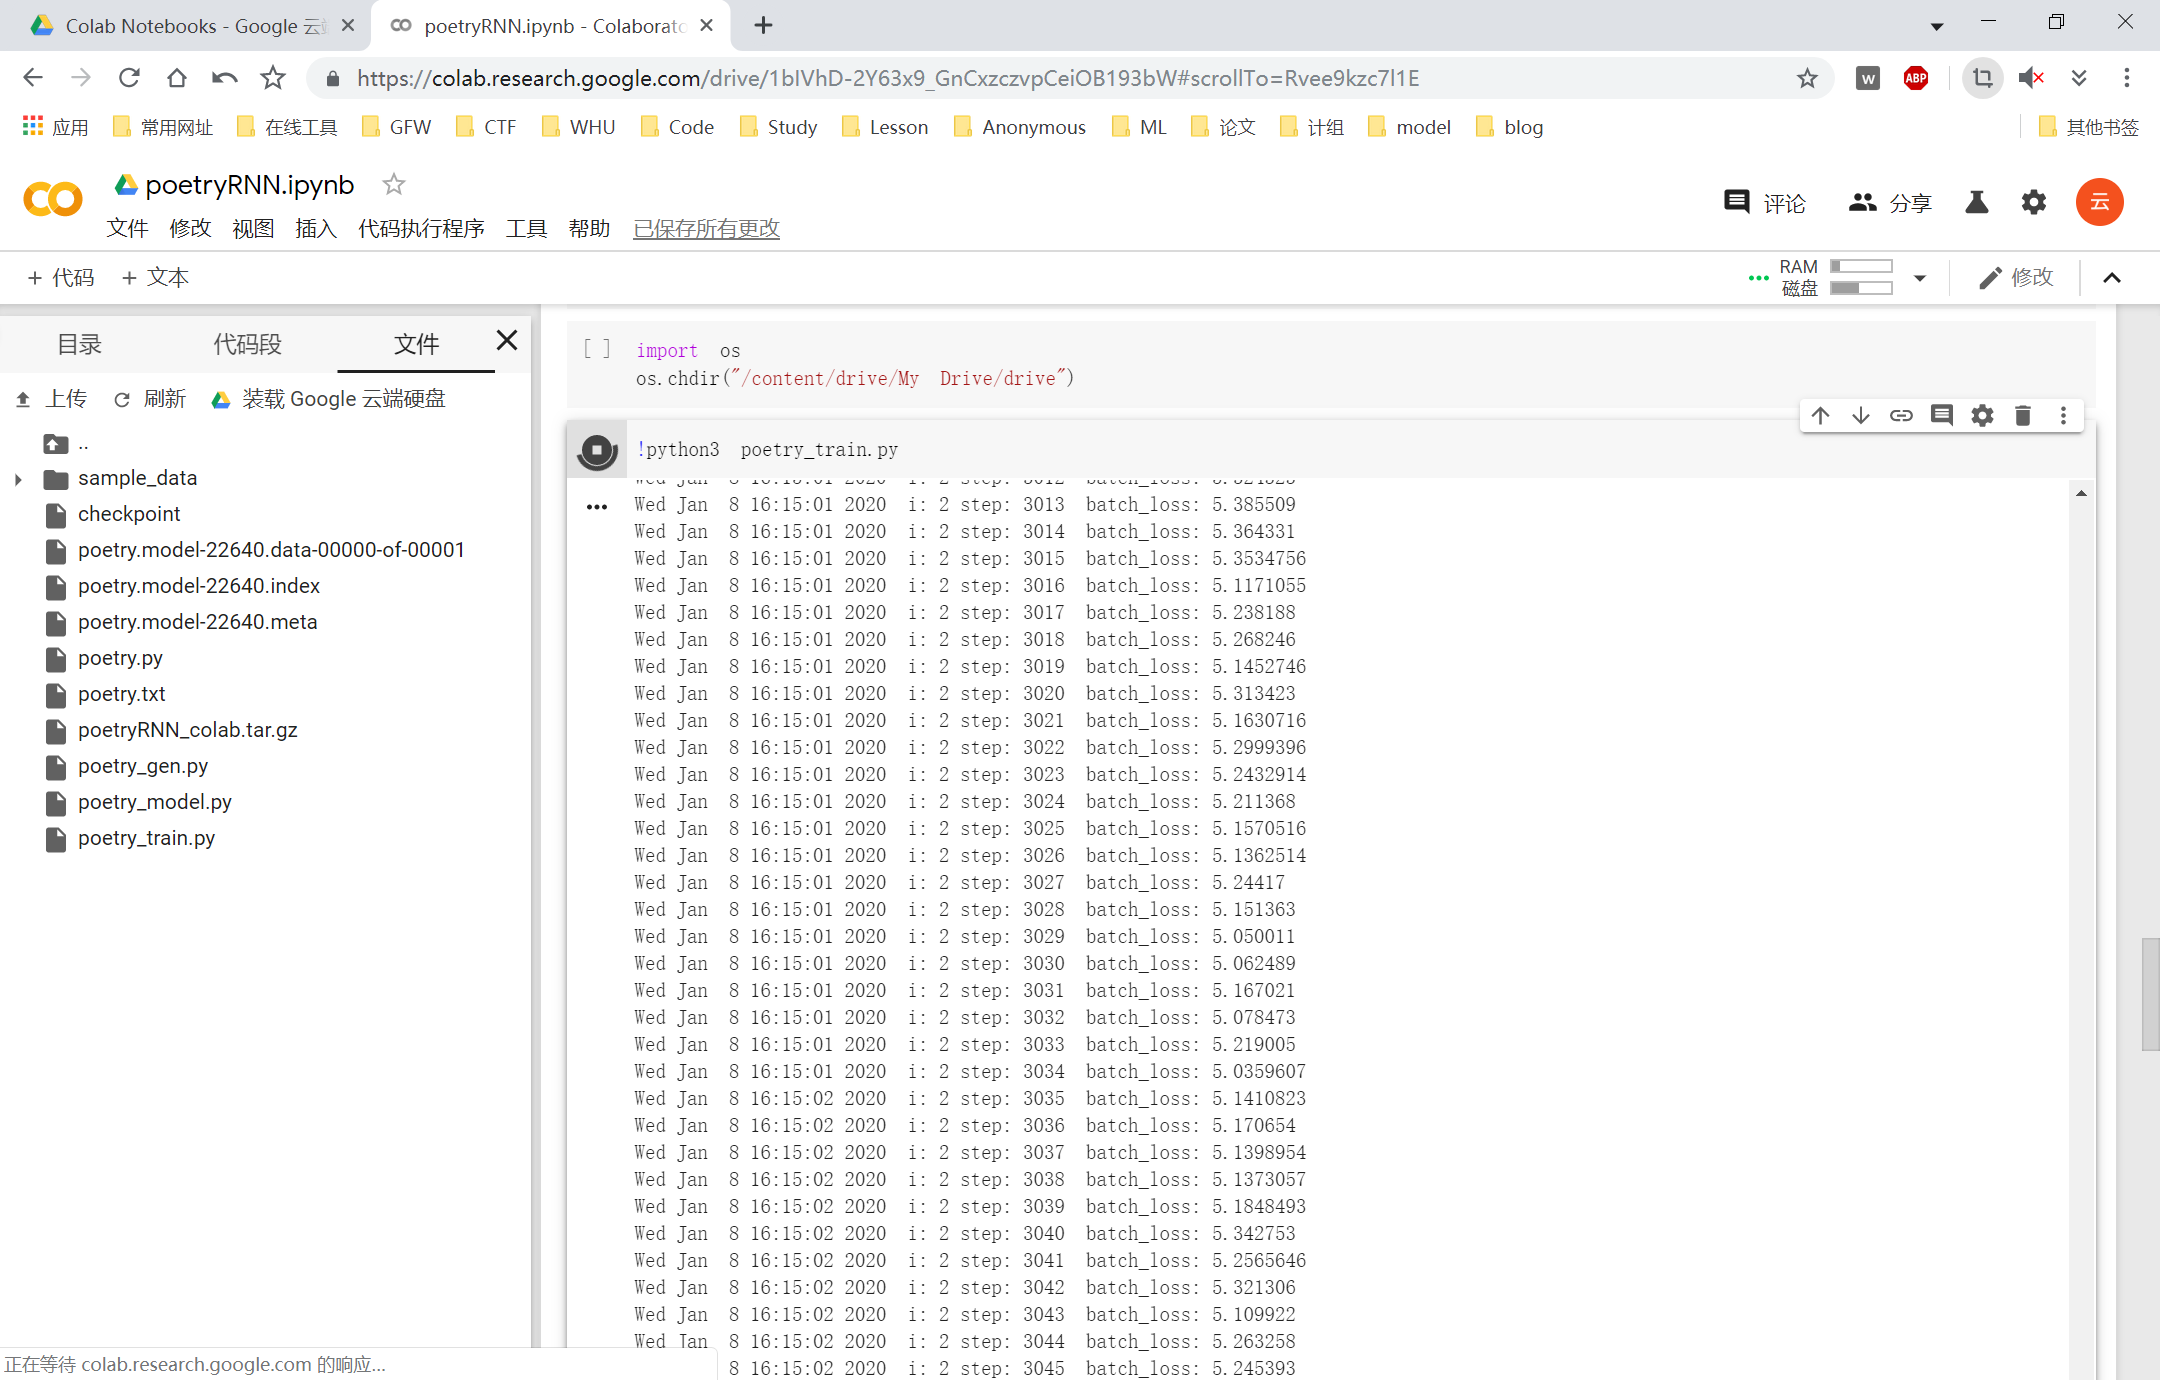 Colab Notebooks - Google 云
poetryRNN.ipynb - Colaborato
https://colab.research.google.com/drive/1bIVhD-2Y63x9_GnCxzczvpCeiOB193bW#scrollTo=Rvee9kzc7l1E
W ABP
应用 常用网址 在线工具 GFW CTF WHU Code Study Lesson Anonymous ML 论文 计组 model blog 其他书签
poetryRNN.ipynb
评论 分享 云
文件 修改 视图 插入 代码执行程序 工具 帮助 已保存所有更改
+ 代码 + 文本
RAM
磁盘
修改
目录 代码段 文件
上传 刷新 装载 Google 云端硬盘
..
sample_data
checkpoint
poetry.model-22640.data-00000-of-00001
poetry.model-22640.index
poetry.model-22640.meta
poetry.py
poetry.txt
poetryRNN_colab.tar.gz
poetry_gen.py
poetry_model.py
poetry_train.py
[ ] import os
os.chdir("/content/drive/My Drive/drive")
!python3 poetry_train.py
Wed Jan 8 16:15:01 2020 i: 2 step: 3013 batch_loss: 5.385509
Wed Jan 8 16:15:01 2020 i: 2 step: 3014 batch_loss: 5.364331
Wed Jan 8 16:15:01 2020 i: 2 step: 3015 batch_loss: 5.3534756
Wed Jan 8 16:15:01 2020 i: 2 step: 3016 batch_loss: 5.1171055
Wed Jan 8 16:15:01 2020 i: 2 step: 3017 batch_loss: 5.238188
Wed Jan 8 16:15:01 2020 i: 2 step: 3018 batch_loss: 5.268246
Wed Jan 8 16:15:01 2020 i: 2 step: 3019 batch_loss: 5.1452746
Wed Jan 8 16:15:01 2020 i: 2 step: 3020 batch_loss: 5.313423
Wed Jan 8 16:15:01 2020 i: 2 step: 3021 batch_loss: 5.1630716
Wed Jan 8 16:15:01 2020 i: 2 step: 3022 batch_loss: 5.2999396
Wed Jan 8 16:15:01 2020 i: 2 step: 3023 batch_loss: 5.2432914
Wed Jan 8 16:15:01 2020 i: 2 step: 3024 batch_loss: 5.211368
Wed Jan 8 16:15:01 2020 i: 2 step: 3025 batch_loss: 5.1570516
Wed Jan 8 16:15:01 2020 i: 2 step: 3026 batch_loss: 5.1362514
Wed Jan 8 16:15:01 2020 i: 2 step: 3027 batch_loss: 5.24417
Wed Jan 8 16:15:01 2020 i: 2 step: 3028 batch_loss: 5.151363
Wed Jan 8 16:15:01 2020 i: 2 step: 3029 batch_loss: 5.050011
Wed Jan 8 16:15:01 2020 i: 2 step: 3030 batch_loss: 5.062489
Wed Jan 8 16:15:01 2020 i: 2 step: 3031 batch_loss: 5.167021
Wed Jan 8 16:15:01 2020 i: 2 step: 3032 batch_loss: 5.078473
Wed Jan 8 16:15:01 2020 i: 2 step: 3033 batch_loss: 5.219005
Wed Jan 8 16:15:01 2020 i: 2 step: 3034 batch_loss: 5.0359607
Wed Jan 8 16:15:02 2020 i: 2 step: 3035 batch_loss: 5.1410823
Wed Jan 8 16:15:02 2020 i: 2 step: 3036 batch_loss: 5.170654
Wed Jan 8 16:15:02 2020 i: 2 step: 3037 batch_loss: 5.1398954
Wed Jan 8 16:15:02 2020 i: 2 step: 3038 batch_loss: 5.1373057
Wed Jan 8 16:15:02 2020 i: 2 step: 3039 batch_loss: 5.1848493
Wed Jan 8 16:15:02 2020 i: 2 step: 3040 batch_loss: 5.342753
Wed Jan 8 16:15:02 2020 i: 2 step: 3041 batch_loss: 5.2565646
Wed Jan 8 16:15:02 2020 i: 2 step: 3042 batch_loss: 5.321306
Wed Jan 8 16:15:02 2020 i: 2 step: 3043 batch_loss: 5.109922
Wed Jan 8 16:15:02 2020 i: 2 step: 3044 batch_loss: 5.263258
8 16:15:02 2020 i: 2 step: 3045 batch_loss: 5.245393
正在等待 colab.research.google.com 的响应...